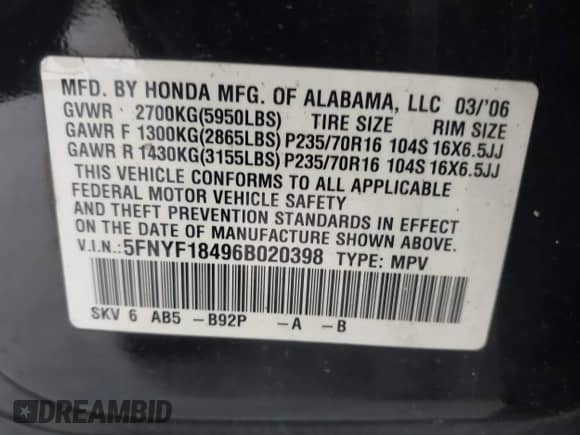 MFD. BY HONDA MFG. OF ALABAMA, LLC 03/'06
GVWR 2700KG(5950LBS) TIRE SIZE RIM SIZE
GAWR F 1300KG(2865LBS) P235/70R16 104S 16X6.5JJ
GAWR R 1430KG(3155LBS) P235/70R16 104S 16X6.5JJ
THIS VEHICLE CONFORMS TO ALL APPLICABLE
FEDERAL MOTOR VEHICLE SAFETY
AND THEFT PREVENTION STANDARDS IN EFFECT
ON THE DATE OF MANUFACTURE SHOWN ABOVE.
V.I.N.:5FNYF18496B020398 TYPE: MPV
SKV 6 AB5 -B92P -A -B
DREAMBID